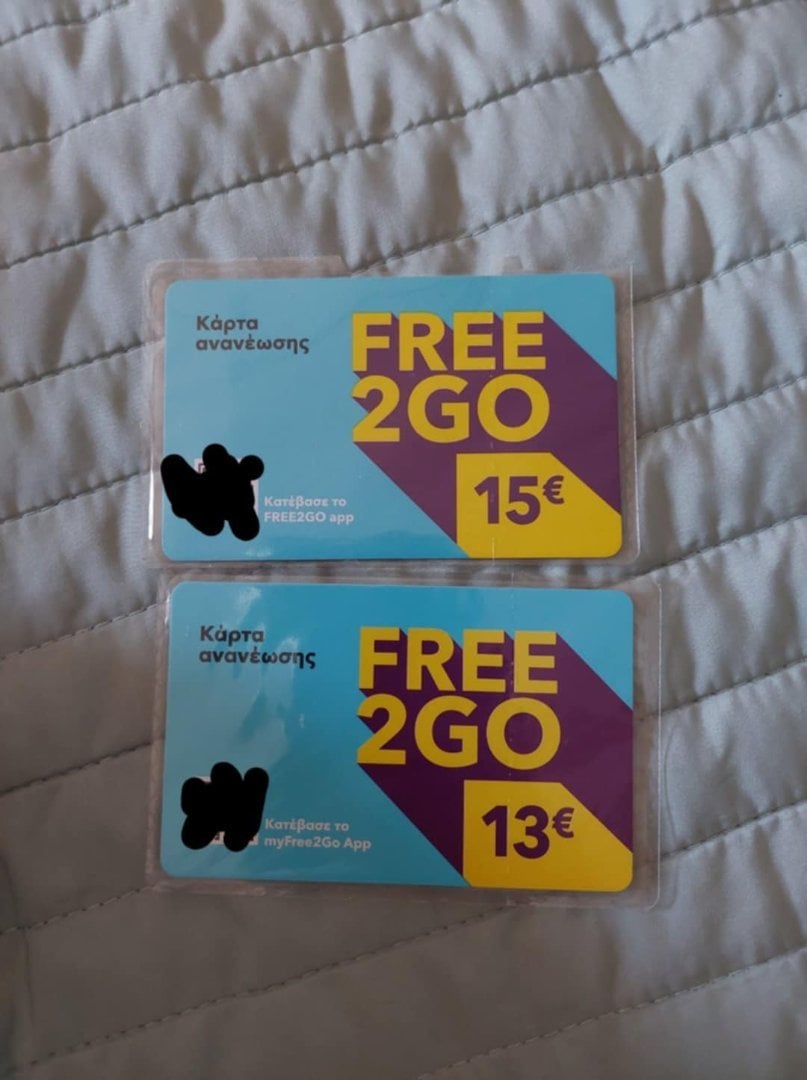 Κάρτα
ανανέωσης
FREE
2GO
15€
Κατέβασε το
FREE2GO app
Κάρτα
ανανέωσης
FREE
2GO
13€
Κατέβασε το
myFree2Go App